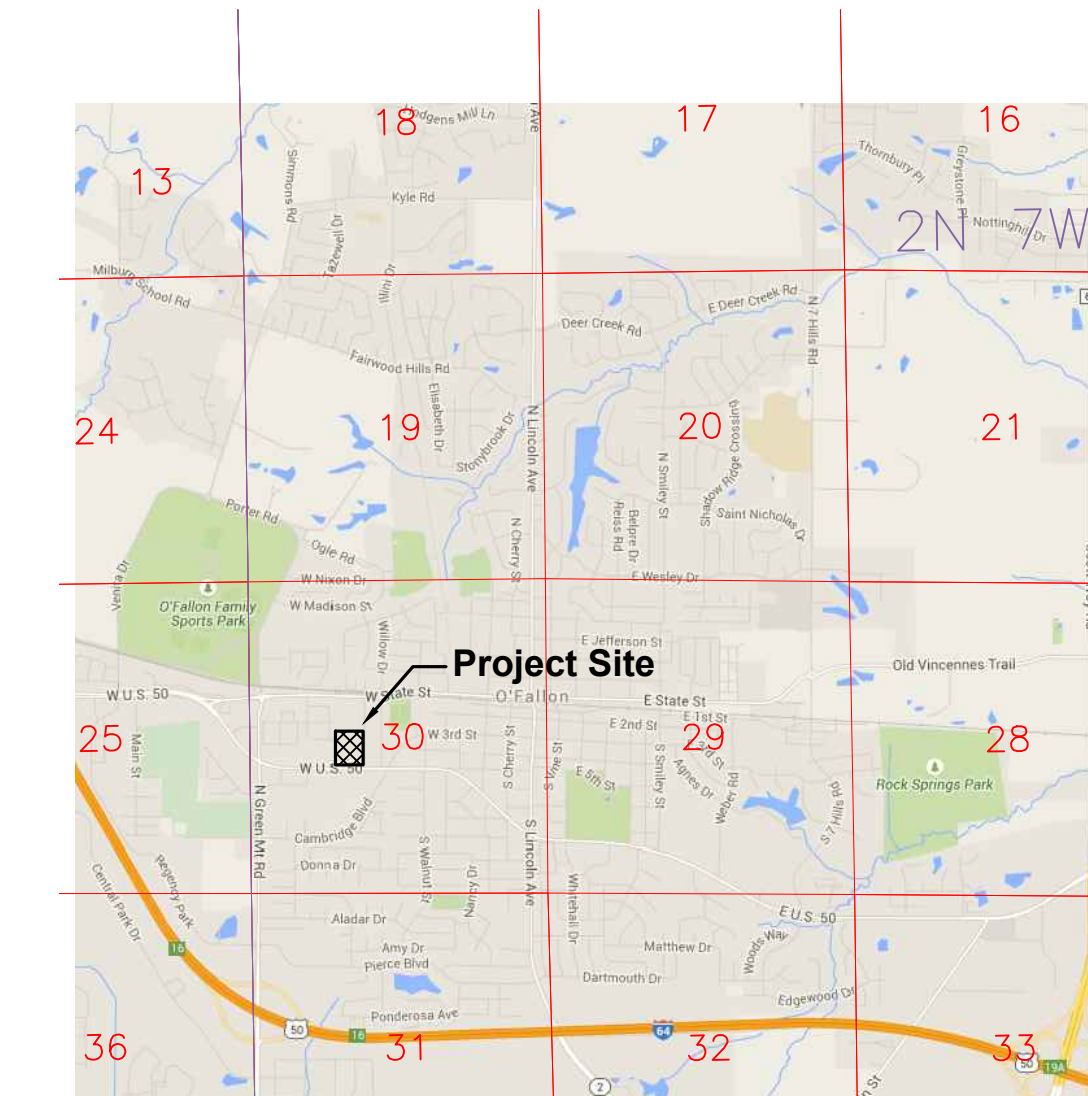 18
Hodgens Mill Ln
Ave
17
16
13
Simmons Rd
Thornbury Pl
Greystone Pl
Kyle Rd
Tazewell Dr
2N 7W
Nottinghill Dr
Milburn School Rd
Wini Dr
E Deer Creek Rd
6
Deer Creek Rd
N 7 Hills Rd
Fairwood Hills Rd
Elisabeth Dr
24
19
Stonybrook Dr
N Lincoln Ave
20
Shadow Ridge Crossing
21
N Smiley St
Porter Rd
Belpre Dr
Reiss Rd
Saint Nicholas Dr
Ogle Rd
N Cherry St
Venita Dr
W Nixon Dr
E Wesley Dr
O'Fallon Family
Sports Park
W Madison St
Willow Dr
E Jefferson St
Project Site
Old Vincennes Trail
W U.S. 50
W State St
O'Fallon
E State St
E 1st St
E 2nd St
25
Main St
30
W 3rd St
S Cherry St
S Vine St
29
E 3rd St
28
W U.S. 50
E 5th St
S Smiley St
Agnes Dr
Weber Rd
Rock Springs Park
N Green Mt Rd
Cambridge Blvd
S 7 Hills Rd
Donna Dr
S Walnut St
S Lincoln Ave
Central Park Dr
Regency Park
Nancy Dr
Whitehall Dr
Aladar Dr
E U.S. 50
16
Amy Dr
Matthew Dr
Woods Way
Pierce Blvd
Dartmouth Dr
Edgewood Dr
Ponderosa Ave
50
16
64
36
31
32
33
50
19A
2
n St